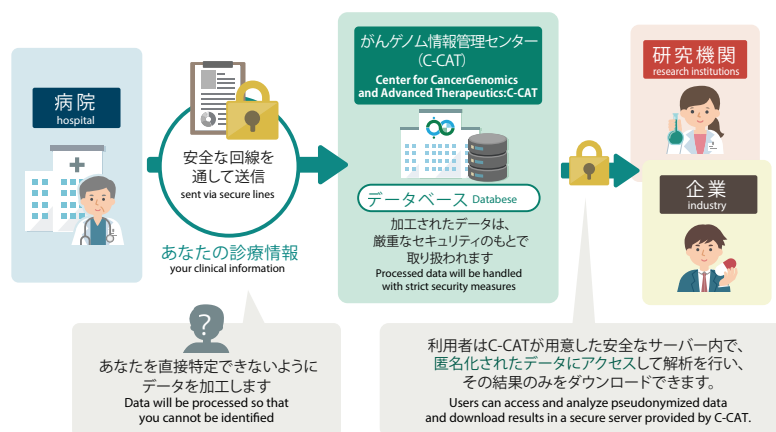 病院
hospital
安全な回線を
通して送信
sent via secure lines
あなたの診療情報
your clinical information
?
あなたを直接特定できないように
データを加工します
Data will be processed so that
you cannot be identified
がんゲノム情報管理センター
（C-CAT）
Center for CancerGenomics
and Advanced Therapeutics:C-CAT
データベース Databese
加工されたデータは、
厳重なセキュリティのもとで
取り扱われます
Processed data will be handled
with strict security measures
研究機関
research institutions
企業
industry
利用者はC-CATが用意した安全なサーバー内で、
匿名化されたデータにアクセスして解析を行い、
その結果のみをダウンロードできます。
Users can access and analyze pseudonymized data
and download results in a secure server provided by C-CAT.